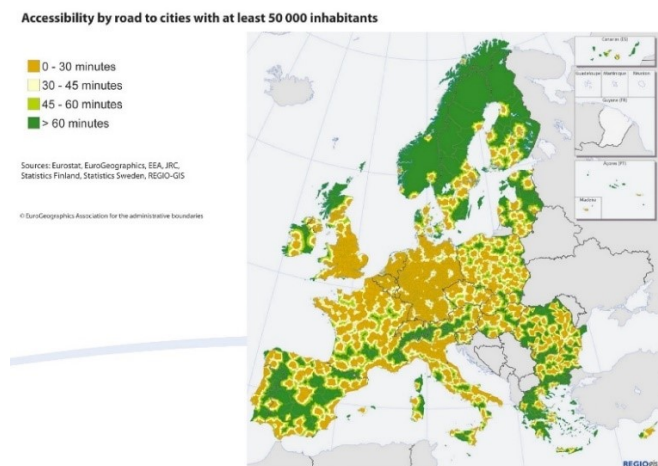 Accessibility by road to cities with at least 50 000 inhabitants
0 - 30 minutes
30 - 45 minutes
45 - 60 minutes
> 60 minutes
Sources: Eurostat, EuroGeographics, EEA, JRC,
Statistics Finland, Statistics Sweden, REGIO-GIS
© EuroGeographics Association for the administrative boundaries
Canarias (ES)
Guadeloupe Martinique Réunion
Guyane (FR)
Açores (PT)
Madeira
REGIOgis